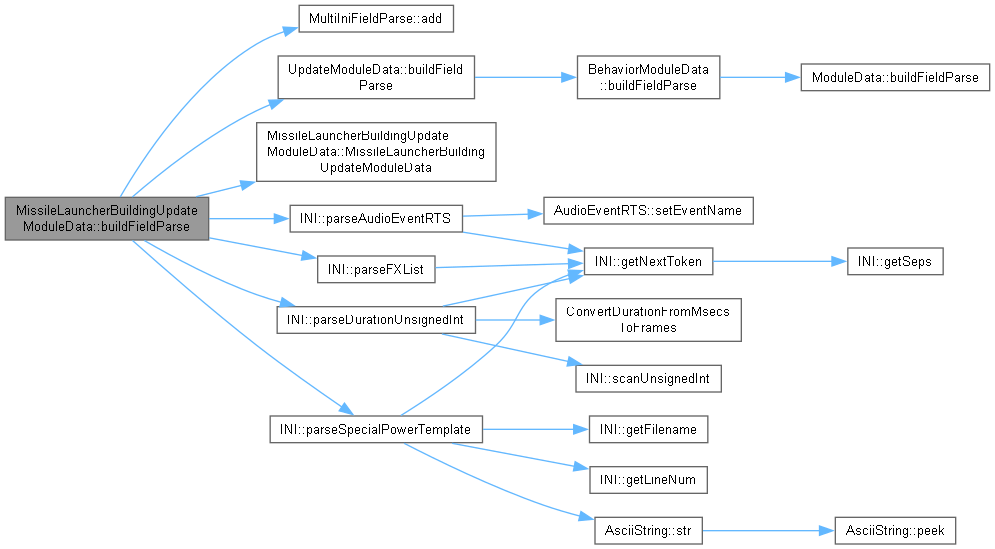 MultiIniFieldParse::add
UpdateModuleData::buildField
Parse
BehaviorModuleData
::buildFieldParse
ModuleData::buildFieldParse
MissileLauncherBuildingUpdate
ModuleData::MissileLauncherBuilding
UpdateModuleData
MissileLauncherBuildingUpdate
ModuleData::buildFieldParse
INI::parseAudioEventRTS
AudioEventRTS::setEventName
INI::parseFXList
INI::getNextToken
INI::getSeps
INI::parseDurationUnsignedInt
ConvertDurationFromMsecs
ToFrames
INI::scanUnsignedInt
INI::parseSpecialPowerTemplate
INI::getFilename
INI::getLineNum
AsciiString::str
AsciiString::peek